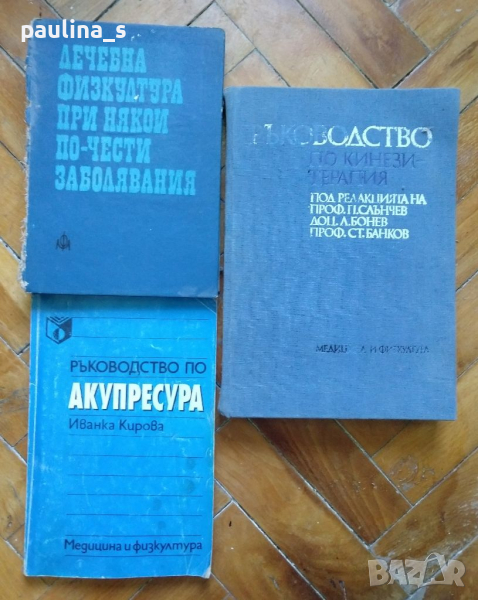 paulina_s
ЛЕЧЕБНА
ФИЗКУЛТУРА
ПРИ НЯКОИ
ПО-ЧЕСТИ
ЗАБОЛЯВАНИЯ
РЪКОВОДСТВО
ПО КИНЕЗИ-
ТЕРАПИЯ
ПОД РЕДАКЦИЯТА НА
ПРОФ. П. СЛЪНЧЕВ
ДОЦ. Л. БОНЕВ
ПРОФ. СТ. БАНКОВ
РЪКОВОДСТВО ПО
АКУПРЕСУРА
Иванка Кирова
Медицина и физкултура
BAZAR